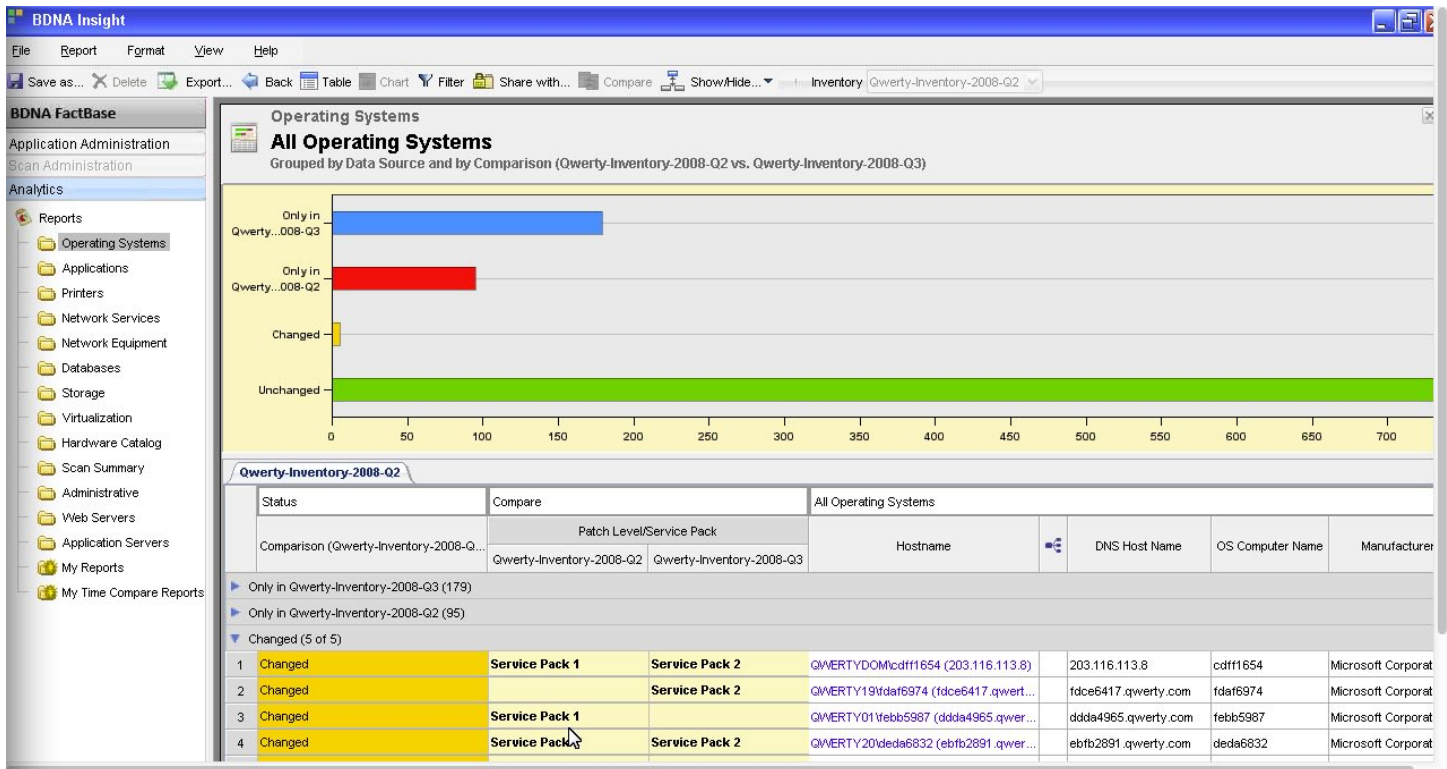 BDNA Insight
File Report Format View Help
Save as... Delete Export... Back Table Chart Filter Share with... Compare Show/Hide... Inventory Qwerty-Inventory-2008-Q2
BDNA FactBase
Application Administration
Scan Administration
Analytics
Reports
Operating Systems
Applications
Printers
Network Services
Network Equipment
Databases
Storage
Virtualization
Hardware Catalog
Scan Summary
Administrative
Web Servers
Application Servers
My Reports
My Time Compare Reports
Operating Systems
All Operating Systems
Grouped by Data Source and by Comparison (Qwerty-Inventory-2008-Q2 vs. Qwerty-Inventory-2008-Q3)
Only in
Qwerty...008-Q3
Only in
Qwerty...008-Q2
Changed
Unchanged
0 50 100 150 200 250 300 350 400 450 500 550 600 650 700
Qwerty-Inventory-2008-Q2
Status Compare All Operating Systems
Comparison (Qwerty-Inventory-2008-Q... Patch Level/Service Pack Hostname DNS Host Name OS Computer Name Manufacturer
Qwerty-Inventory-2008-Q2 Qwerty-Inventory-2008-Q3
Only in Qwerty-Inventory-2008-Q3 (179)
Only in Qwerty-Inventory-2008-Q2 (95)
Changed (5 of 5)
1 Changed Service Pack 1 Service Pack 2 QWERTYDOM\cdff1654 (203.116.113.8) 203.116.113.8 cdff1654 Microsoft Corporat
2 Changed Service Pack 2 QWERTY19\fdaf6974 (fdce6417.qwert... fdce6417.qwerty.com fdaf6974 Microsoft Corporat
3 Changed Service Pack 1 QWERTY01\febb5987 (ddda4965.qwer... ddda4965.qwerty.com febb5987 Microsoft Corporat
4 Changed Service Pack Service Pack 2 QWERTY20\deda6832 (ebfb2891.qwer... ebfb2891.qwerty.com deda6832 Microsoft Corporat